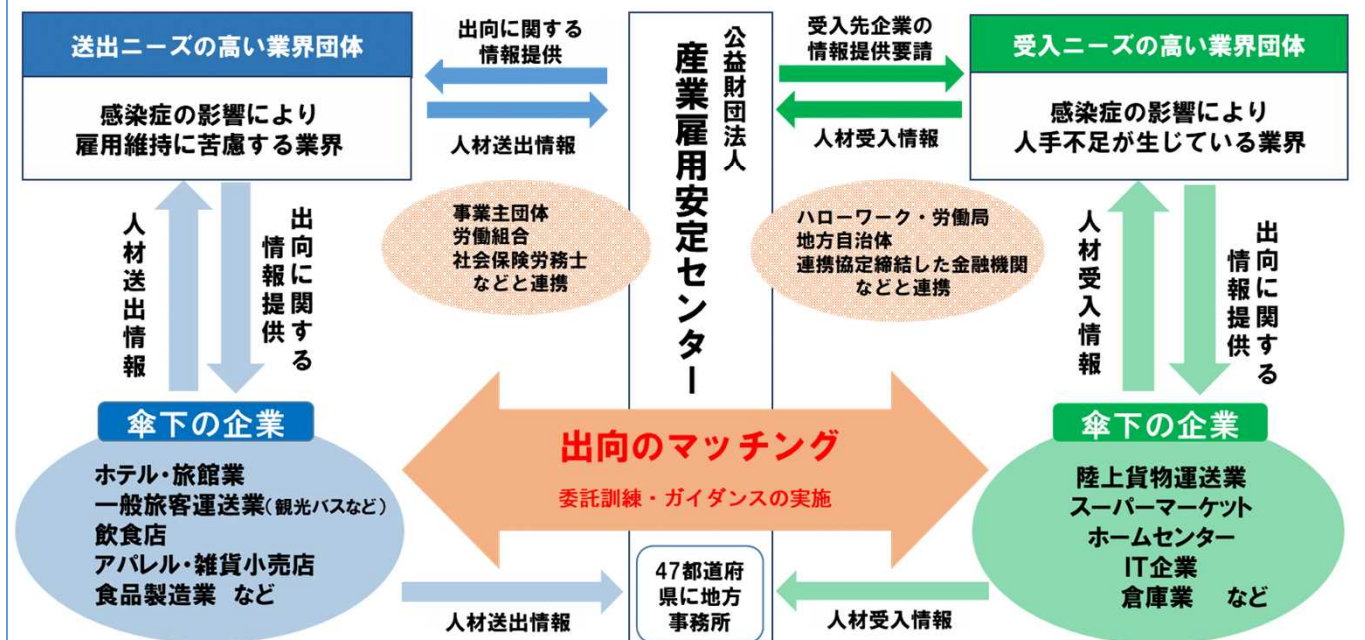 送出ニーズの高い業界団体
感染症の影響により
雇用維持に苦慮する業界
出向に関する
情報提供
人材送出情報
公益財団法人
産業雇用安定センター
受入先企業の
情報提供要請
人材受入情報
受入ニーズの高い業界団体
感染症の影響により
人手不足が生じている業界
人材送出情報
出向に関する
情報提供
事業主団体
労働組合
社会保険労務士
などと連携
ハローワーク・労働局
地方自治体
連携協定締結した金融機関
などと連携
人材受入情報
出向に関する
情報提供
傘下の企業
ホテル・旅館業
一般旅客運送業(観光バスなど)
飲食店
アパレル・雑貨小売店
食品製造業 など
出向のマッチング
委託訓練・ガイダンスの実施
傘下の企業
陸上貨物運送業
スーパーマーケット
ホームセンター
IT企業
倉庫業 など
人材送出情報
47都道府
県に地方
事務所
人材受入情報